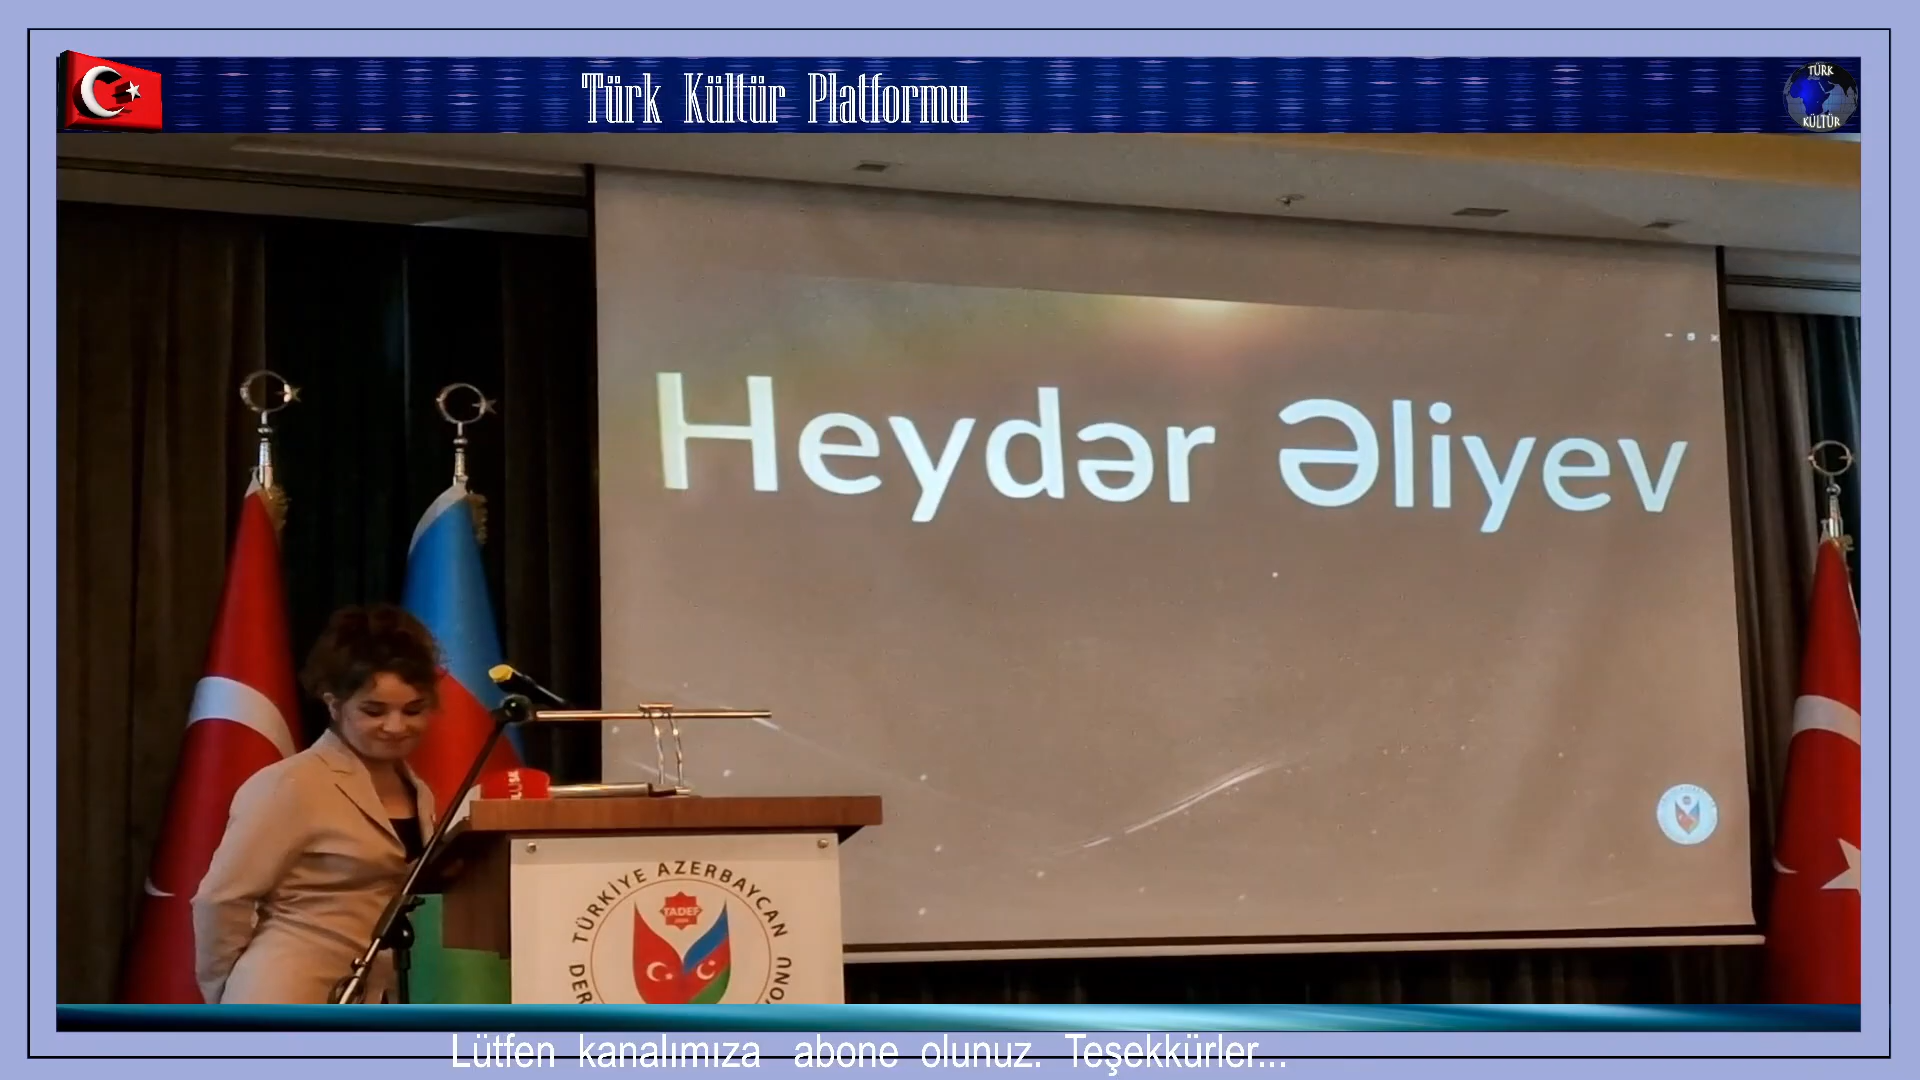 Türk Kültür Platformu
TÜRK
KÜLTÜR
Heydər Əliyev
TÜRKİYE AZERBAYCAN
TADEF
Lütfen kanalımıza abone olunuz. Teşekkürler...